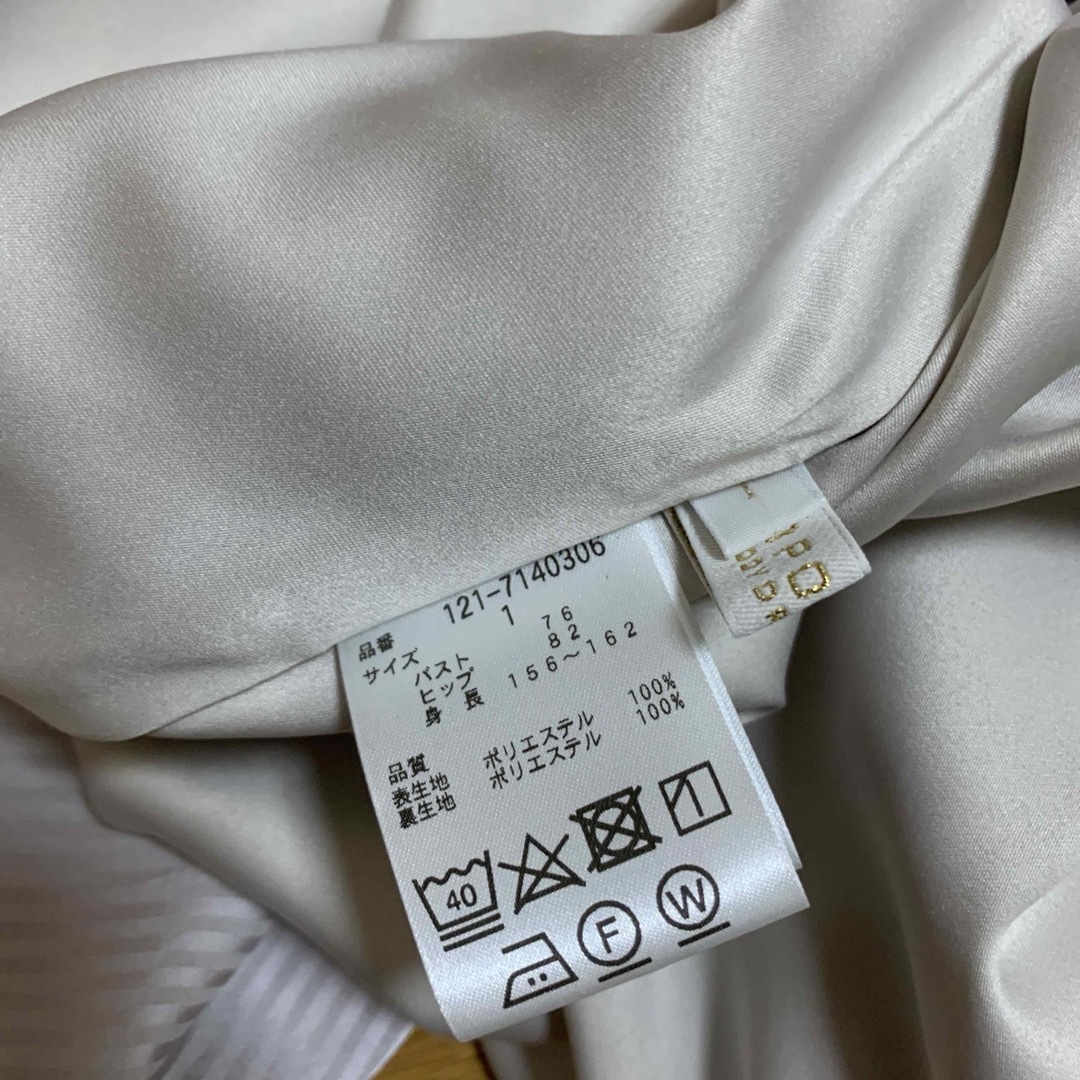 品番 121-7140306
サイズ 1
バスト 76
ヒップ 82
身長 156~162
品質
表生地 ポリエステル 100%
裏生地 ポリエステル 100%
40
1
F
W